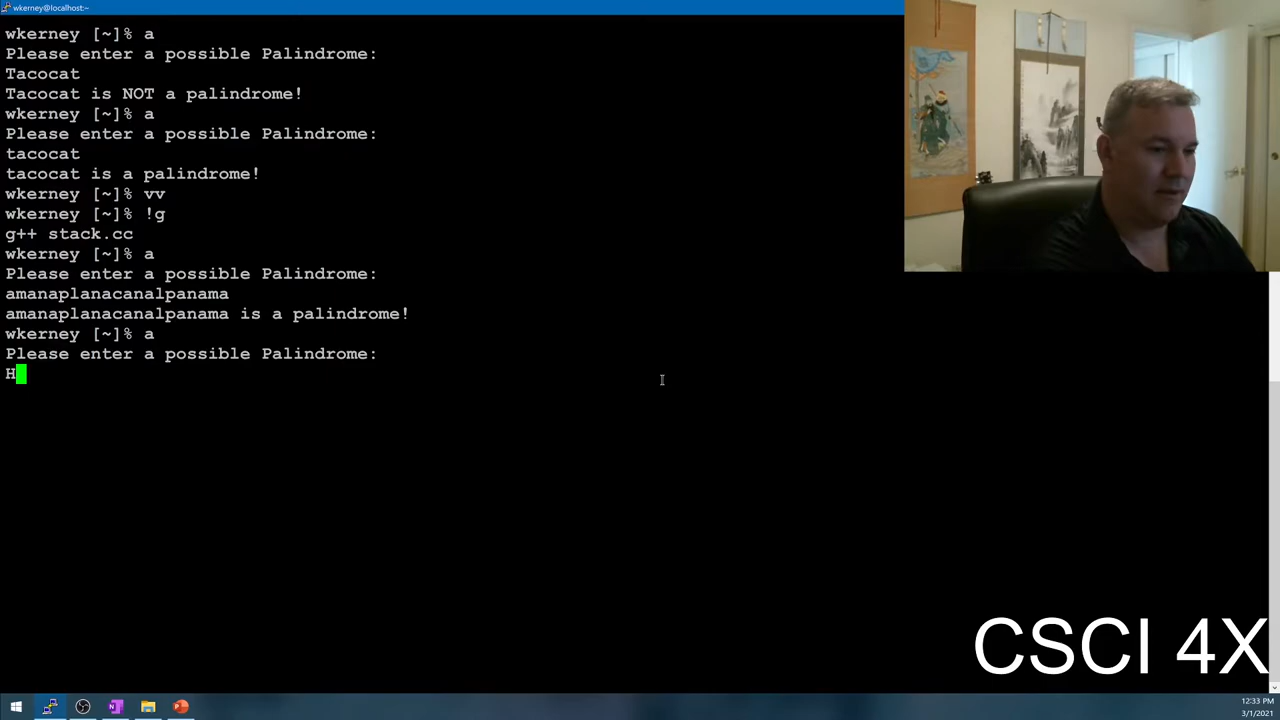 wkerney@localhost:~
wkerney [~]% a
Please enter a possible Palindrome:
Tacocat
Tacocat is NOT a palindrome!
wkerney [~]% a
Please enter a possible Palindrome:
tacocat
tacocat is a palindrome!
wkerney [~]% vv
wkerney [~]% !g
g++ stack.cc
wkerney [~]% a
Please enter a possible Palindrome:
amanaplanacanalpanama
amanaplanacanalpanama is a palindrome!
wkerney [~]% a
Please enter a possible Palindrome:
H
CSCI 4X
12:33 PM
3/1/2021